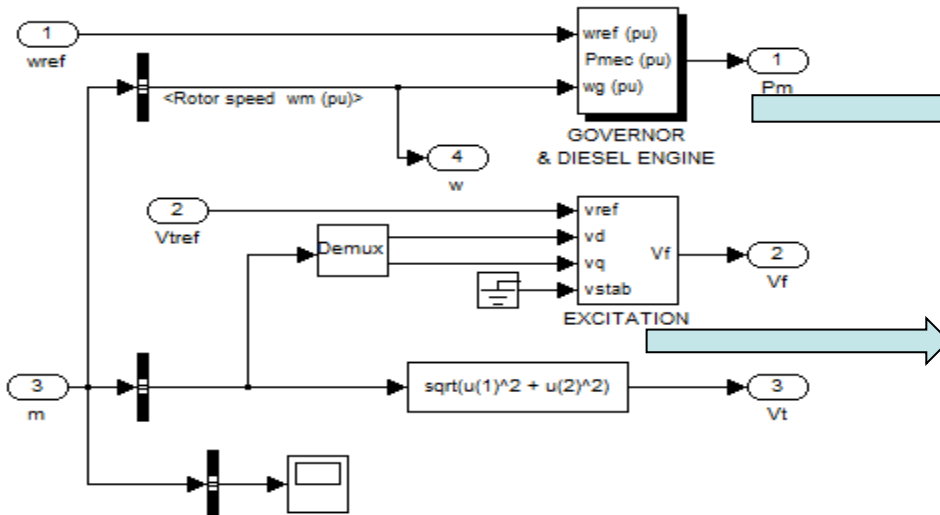 1
wref
<Rotor speed wm (pu)>
wref (pu)
Pmec (pu)
wg (pu)
GOVERNOR
& DIESEL ENGINE
1
Pm
4
w
2
Vtref
Demux
vref
vd
vq
vstab
Vf
EXCITATION
2
Vf
3
m
sqrt(u(1)^2 + u(2)^2)
3
Vt